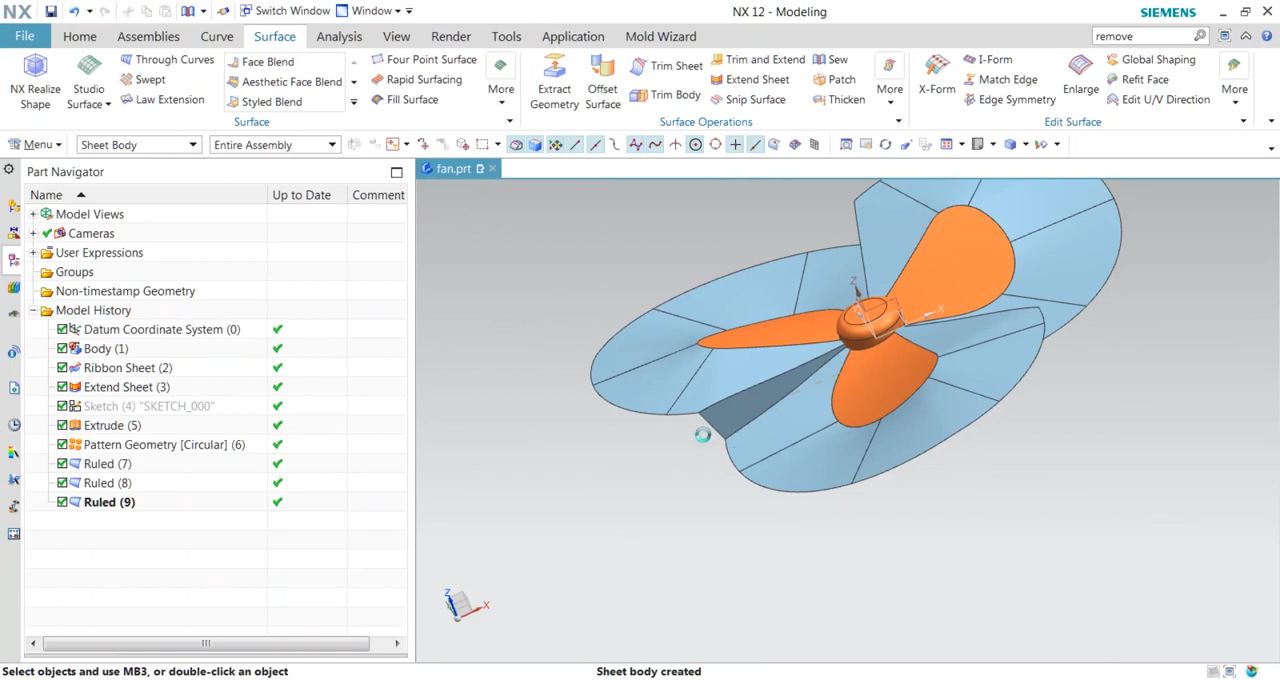 NX
Switch Window
Window
NX 12 - Modeling
SIEMENS
File
Home
Assemblies
Curve
Surface
Analysis
View
Render
Tools
Application
Mold Wizard
remove
NX Realize Shape
Studio Surface
Through Curves
Swept
Law Extension
Face Blend
Aesthetic Face Blend
Styled Blend
Four Point Surface
Rapid Surfacing
Fill Surface
More
Surface
Extract Geometry
Offset Surface
Trim Sheet
Trim Body
Trim and Extend
Extend Sheet
Snip Surface
Sew
Patch
Thicken
More
Surface Operations
X-Form
I-Form
Match Edge
Edge Symmetry
Enlarge
Global Shaping
Refit Face
Edit U/V Direction
More
Edit Surface
Menu
Sheet Body
Entire Assembly
Part Navigator
fan.prt
Name
Up to Date
Comment
Model Views
Cameras
User Expressions
Groups
Non-timestamp Geometry
Model History
Datum Coordinate System (0)
Body (1)
Ribbon Sheet (2)
Extend Sheet (3)
Sketch (4) "SKETCH_000"
Extrude (5)
Pattern Geometry [Circular] (6)
Ruled (7)
Ruled (8)
Ruled (9)
Z
X
Z
X
Select objects and use MB3, or double-click an object
Sheet body created